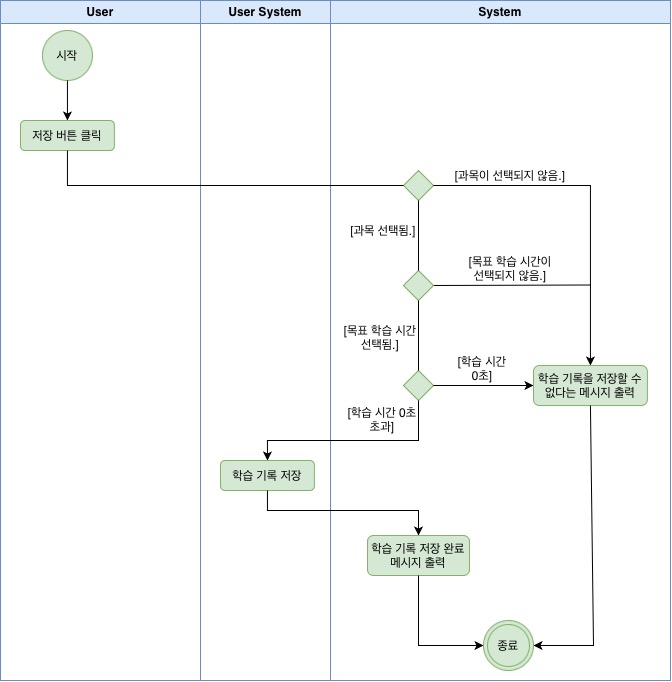 User
User System
System
시작
저장 버튼 클릭
[과목이 선택되지 않음.]
[과목 선택됨.]
[목표 학습 시간이
선택되지 않음.]
[목표 학습 시간
선택됨.]
[학습 시간
0초]
학습 기록을 저장할 수
없다는 메시지 출력
[학습 시간 0초
초과]
학습 기록 저장
학습 기록 저장 완료
메시지 출력
종료